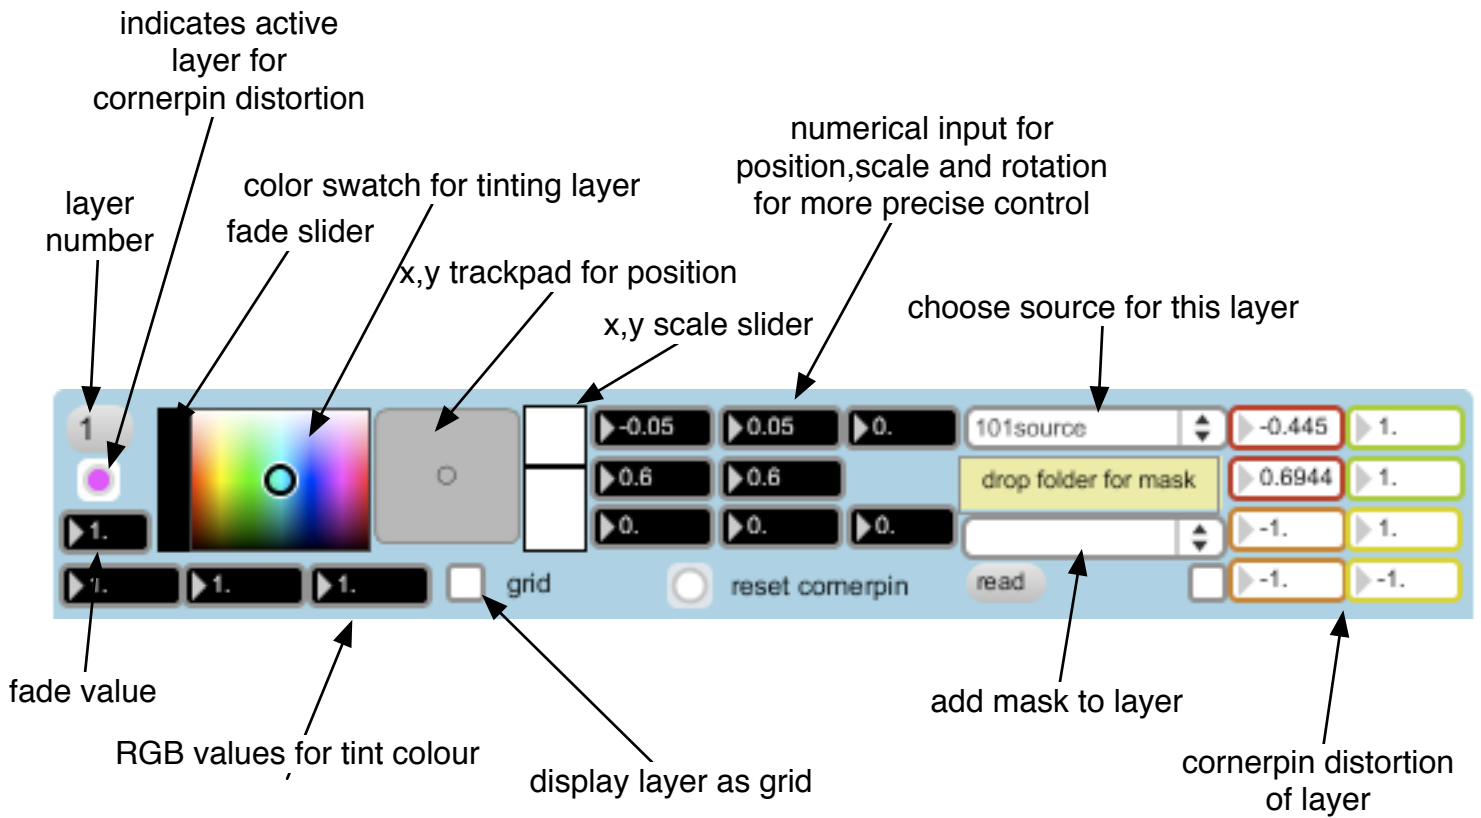 indicates active
layer for
cornerpin distortion
numerical input for
position,scale and rotation
for more precise control
color swatch for tinting layer
layer
number
fade slider
x,y trackpad for position
choose source for this layer
x,y scale slider
1
-0.05
0.05
0.
101source
-0.445
1.
0.6
0.6
drop folder for mask
0.6944
1.
1.
0.
0.
0.
-1.
1.
1.
1.
1.
grid
reset cornerpin
read
-1.
-1.
fade value
add mask to layer
RGB values for tint colour
display layer as grid
cornerpin distortion
of layer